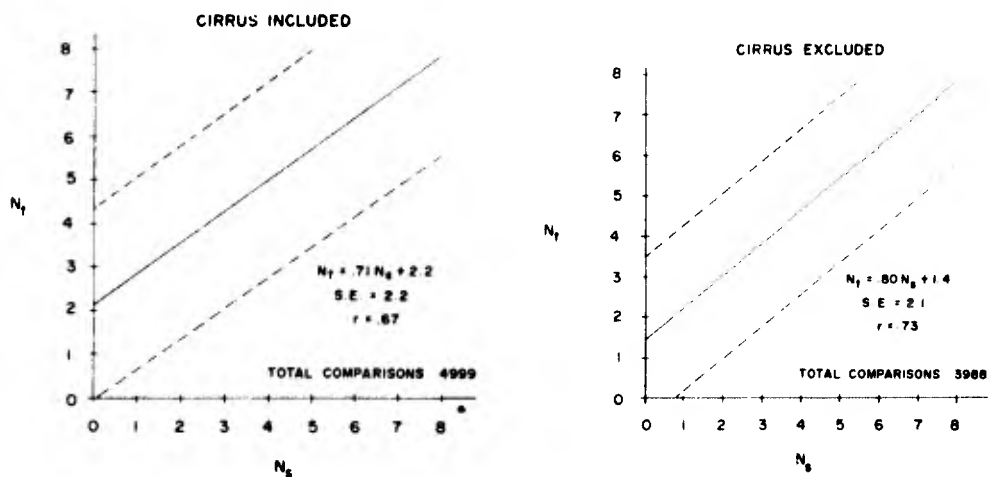 CIRRUS INCLUDED
8
7
6
5
4
3
2
1
0
N_t
0 1 2 3 4 5 6 7 8
N_s
N_t = .71 N_s + 2.2
S.E. = 2.2
r = .67
TOTAL COMPARISONS 4999
CIRRUS EXCLUDED
8
7
6
5
4
3
2
1
0
N_t
0 1 2 3 4 5 6 7 8
N_s
N_t = .80 N_s + 1.4
S E = 2 1
r = .73
TOTAL COMPARISONS 3988